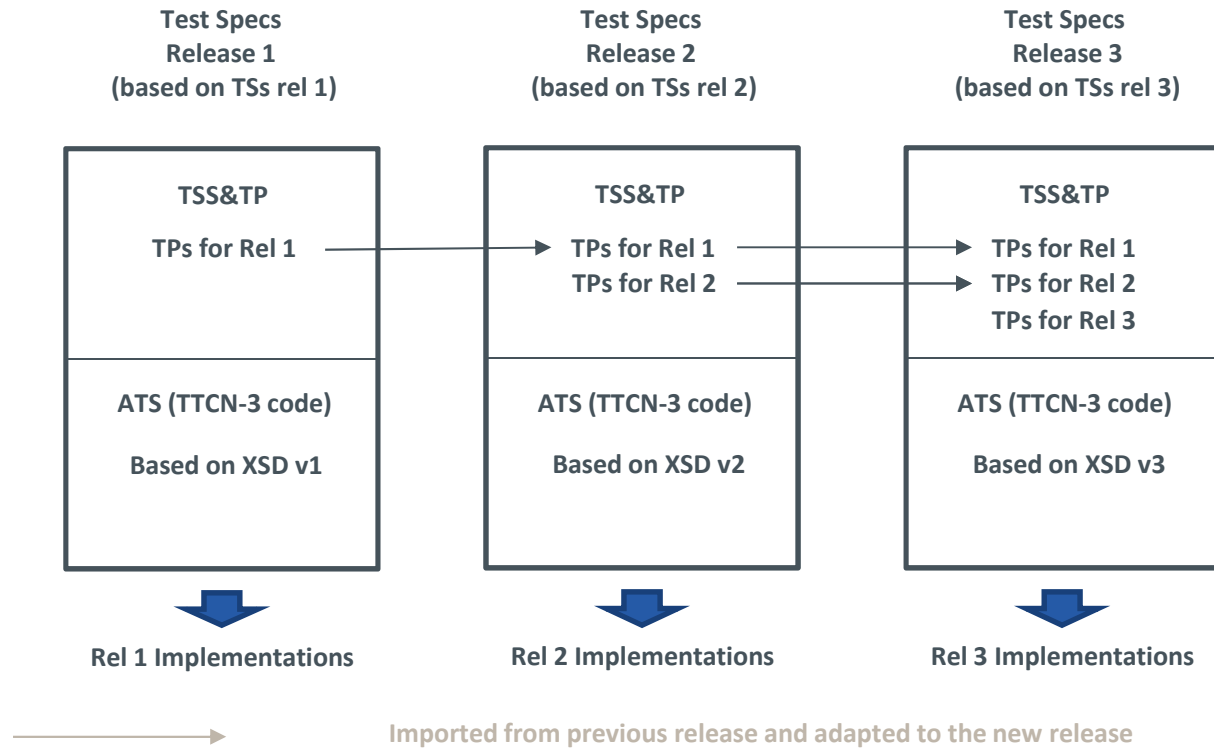 Test Specs
Release 1
(based on TSs rel 1)
Test Specs
Release 2
(based on TSs rel 2)
Test Specs
Release 3
(based on TSs rel 3)
TSS&TP
TPs for Rel 1
ATS (TTCN-3 code)
Based on XSD v1
TSS&TP
TPs for Rel 1
TPs for Rel 2
ATS (TTCN-3 code)
Based on XSD v2
TSS&TP
TPs for Rel 1
TPs for Rel 2
TPs for Rel 3
ATS (TTCN-3 code)
Based on XSD v3
Rel 1 Implementations
Rel 2 Implementations
Rel 3 Implementations
Imported from previous release and adapted to the new release